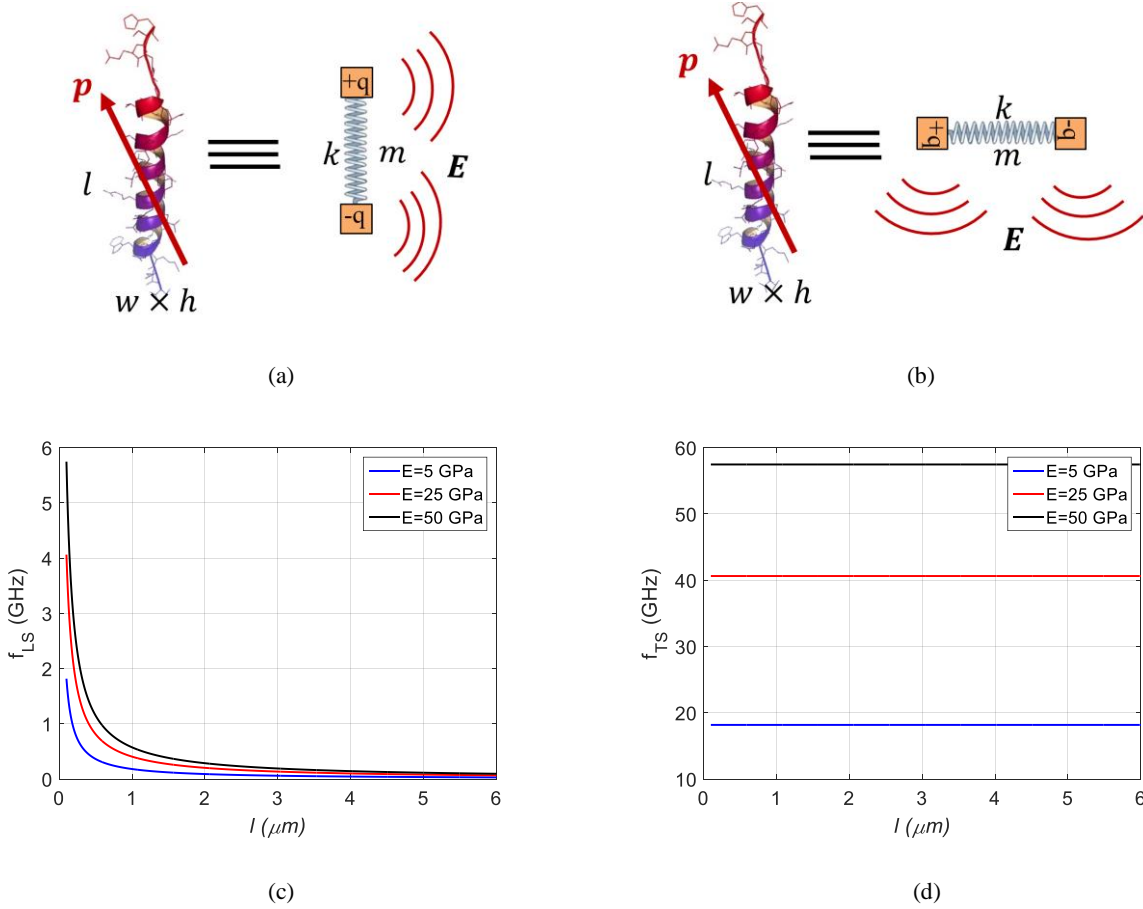 p
l
w × h
+q
k
m
-q
E
(a)
p
l
w × h
k
q+
q-
m
E
(b)
6
5
4
3
2
1
0
0 1 2 3 4 5 6
f_LS (GHz)
l (μm)
E=5 GPa
E=25 GPa
E=50 GPa
(c)
60
50
40
30
20
10
0 1 2 3 4 5 6
f_TS (GHz)
l (μm)
E=5 GPa
E=25 GPa
E=50 GPa
(d)